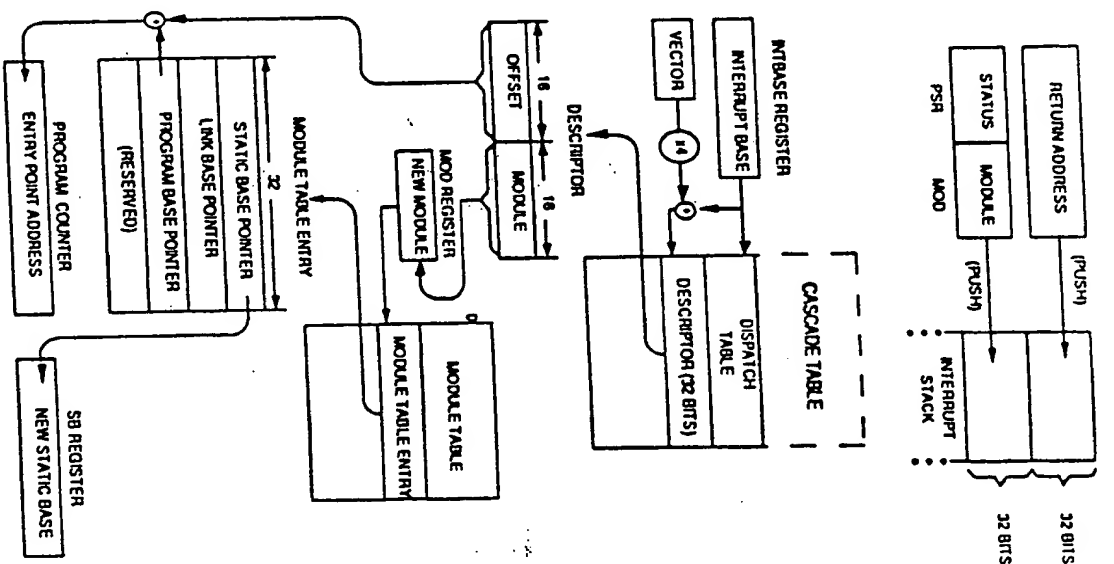 RETURN ADDRESS
(PUSH)
32 BITS
STATUS
MODULE
(PUSH)
32 BITS
PSR
MOD
INTERRUPT
STACK
INTBASE REGISTER
INTERRUPT BASE
VECTOR
x4
CASCADE TABLE
DISPATCH
TABLE
DESCRIPTOR (32 BITS)
DESCRIPTOR
16
16
OFFSET
MODULE
MOD REGISTER
NEW MODULE
MODULE TABLE
MODULE TABLE ENTRY
MODULE TABLE ENTRY
32
STATIC BASE POINTER
LINK BASE POINTER
PROGRAM BASE POINTER
(RESERVED)
PROGRAM COUNTER
ENTRY POINT ADDRESS
SB REGISTER
NEW STATIC BASE